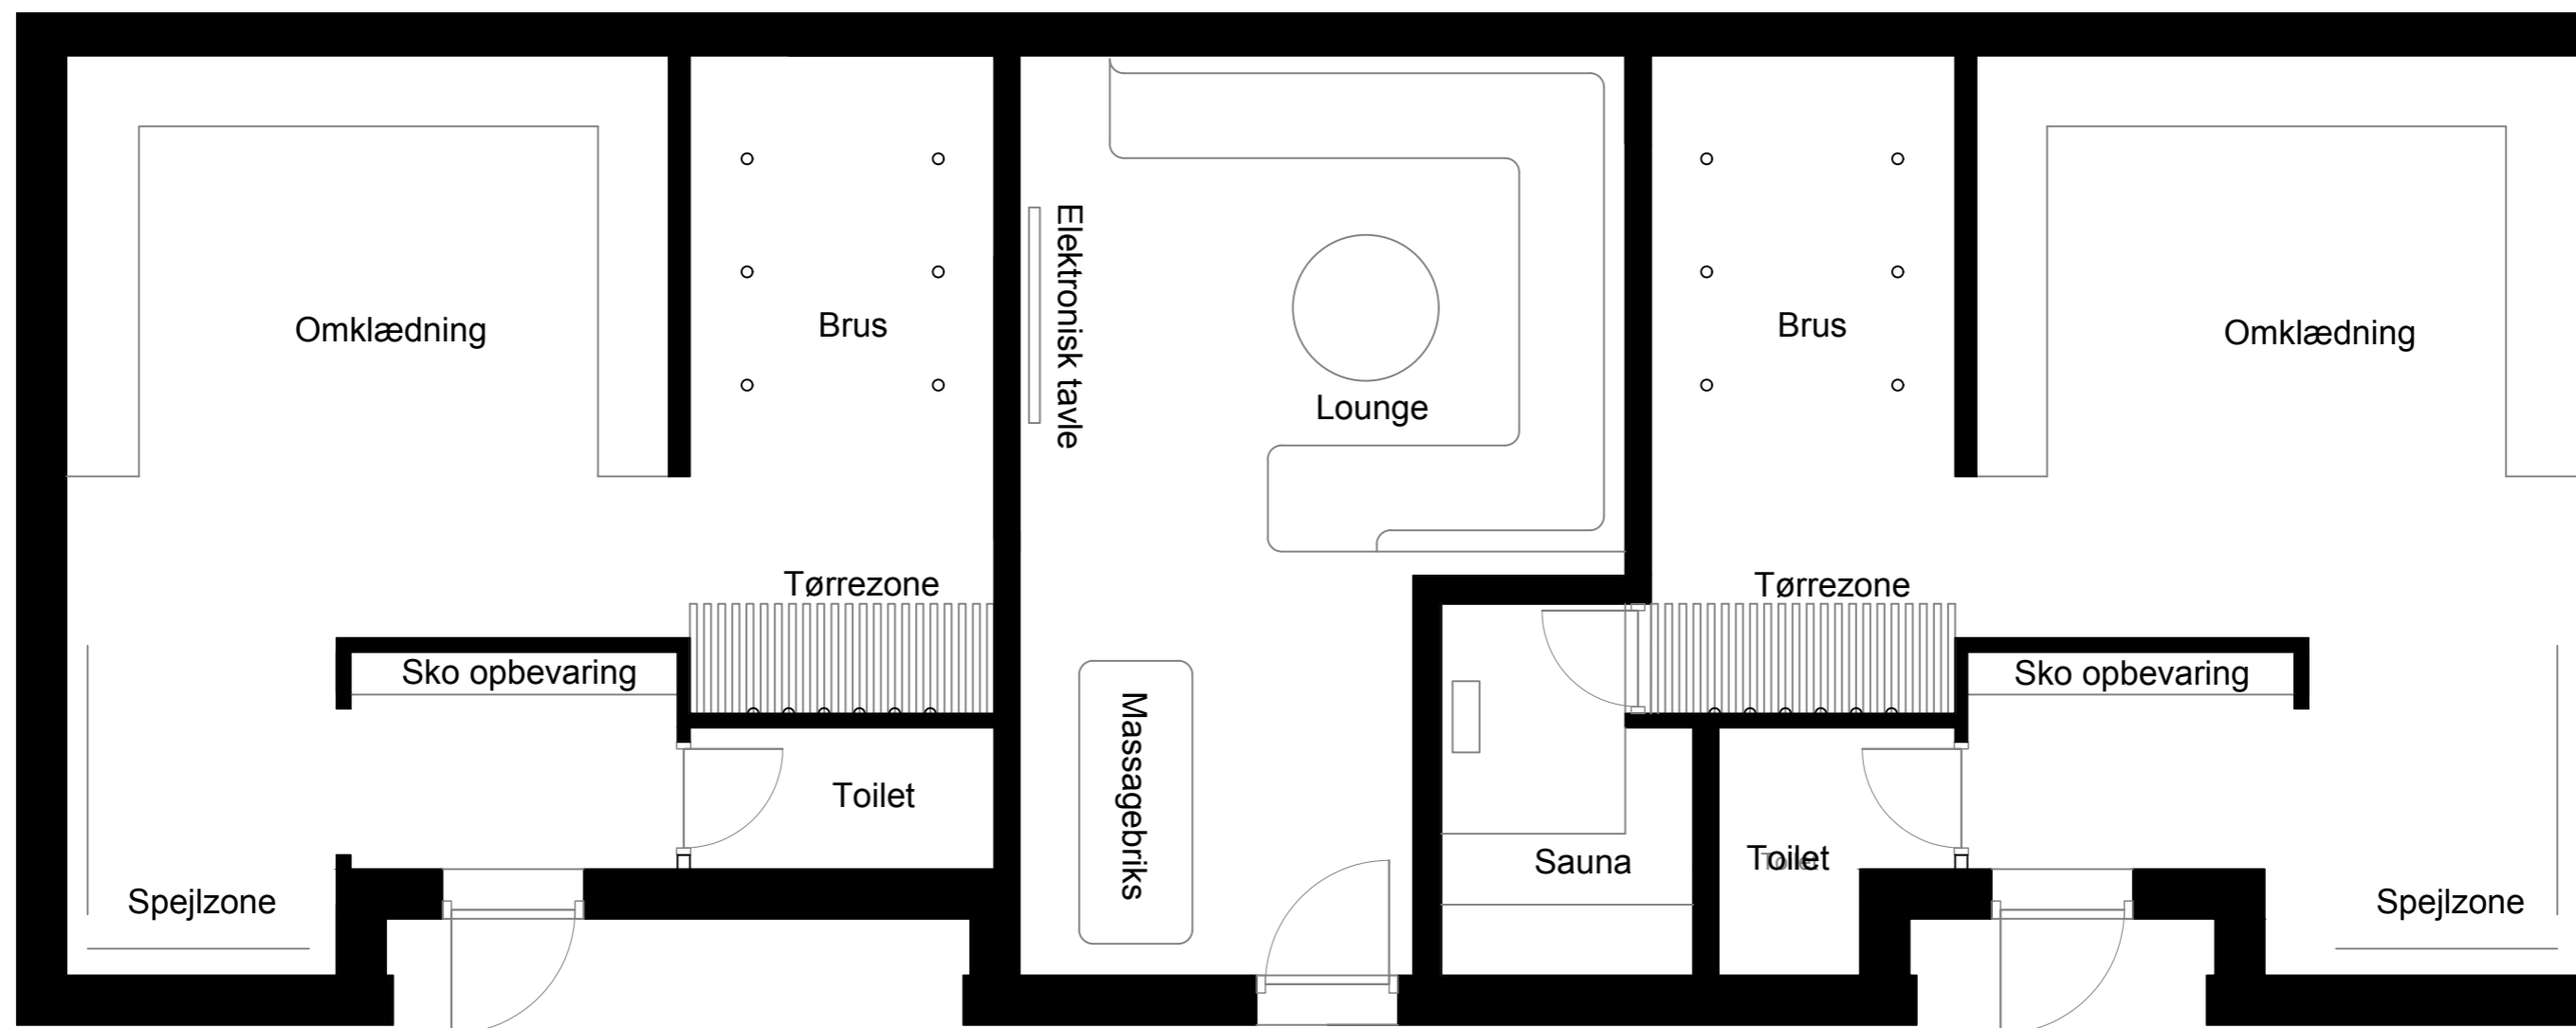 Omklædning
Brus
Elektronisk tavle
Lounge
Brus
Omklædning
Tørrezone
Tørrezone
Sko opbevaring
Sko opbevaring
Massagebriks
Toilet
Sauna
Toilet
Toilet
Spejlzone
Spejlzone